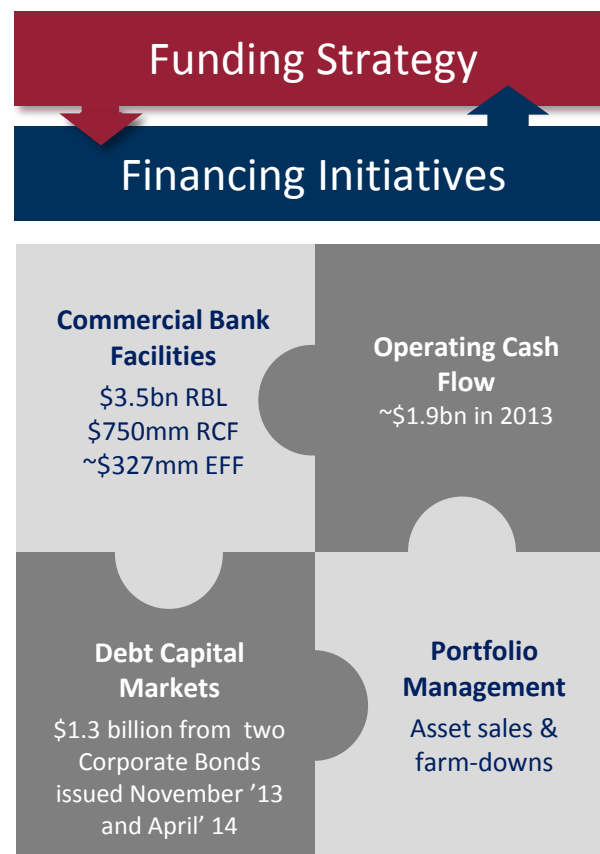 Funding Strategy
Financing Initiatives
Commercial Bank
Facilities
$3.5bn RBL
$750mm RCF
~$327mm EFF
Operating Cash
Flow
~$1.9bn in 2013
Debt Capital
Markets
$1.3 billion from  two
Corporate Bonds
issued November ’13
and April’ 14
Portfolio
Management
Asset sales &
farm-downs